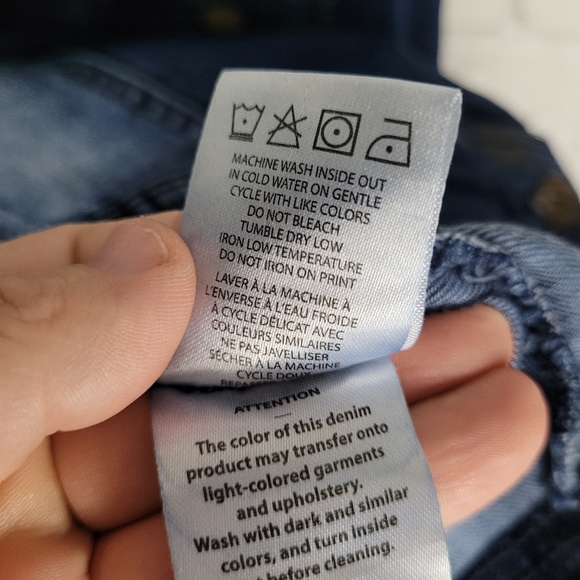 MACHINE WASH INSIDE OUT
IN COLD WATER ON GENTLE
CYCLE WITH LIKE COLORS
DO NOT BLEACH
TUMBLE DRY LOW
IRON LOW TEMPERATURE
DO NOT IRON ON PRINT
LAVER À LA MACHINE À
L'ENVERSE À L'EAU FROIDE
À CYCLE DÉLICAT AVEC
COULEURS SIMILAIRES
NE PAS JAVELLISER
SÉCHER À LA MACHINE
CYCLE DOUX
ATTENTION
The color of this denim
product may transfer onto
light-colored garments
and upholstery.
Wash with dark and similar
colors, and turn inside
before cleaning.